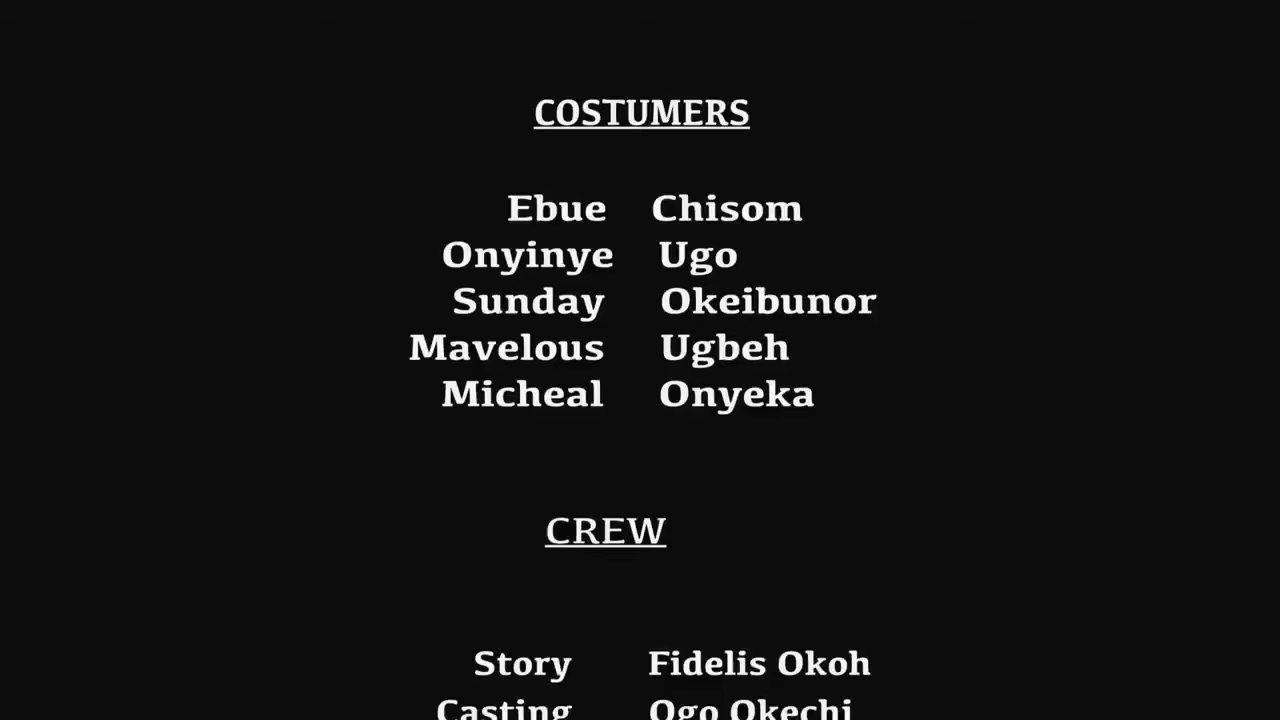 COSTUMERS
Ebue Chisom
Onyinye Ugo
Sunday Okeibunor
Mavelous Ugbeh
Micheal Onyeka
CREW
Story Fidelis Okoh
Casting Ogo Okechi